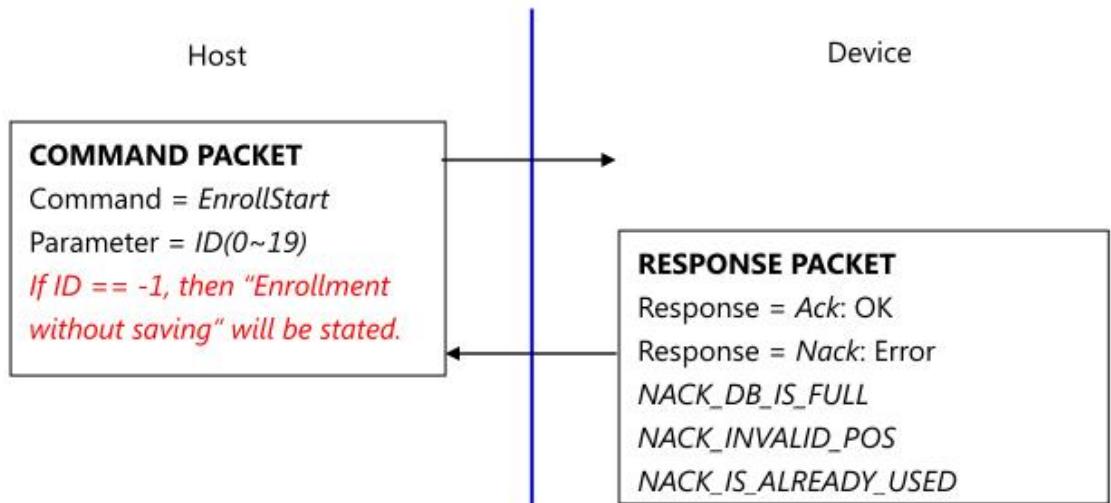 Host
Device
COMMAND PACKET
Command = EnrollStart
Parameter = ID(0~19)
If ID == -1, then “Enrollment
without saving“ will be stated.
RESPONSE PACKET
Response = Ack: OK
Response = Nack: Error
NACK_DB_IS_FULL
NACK_INVALID_POS
NACK_IS_ALREADY_USED